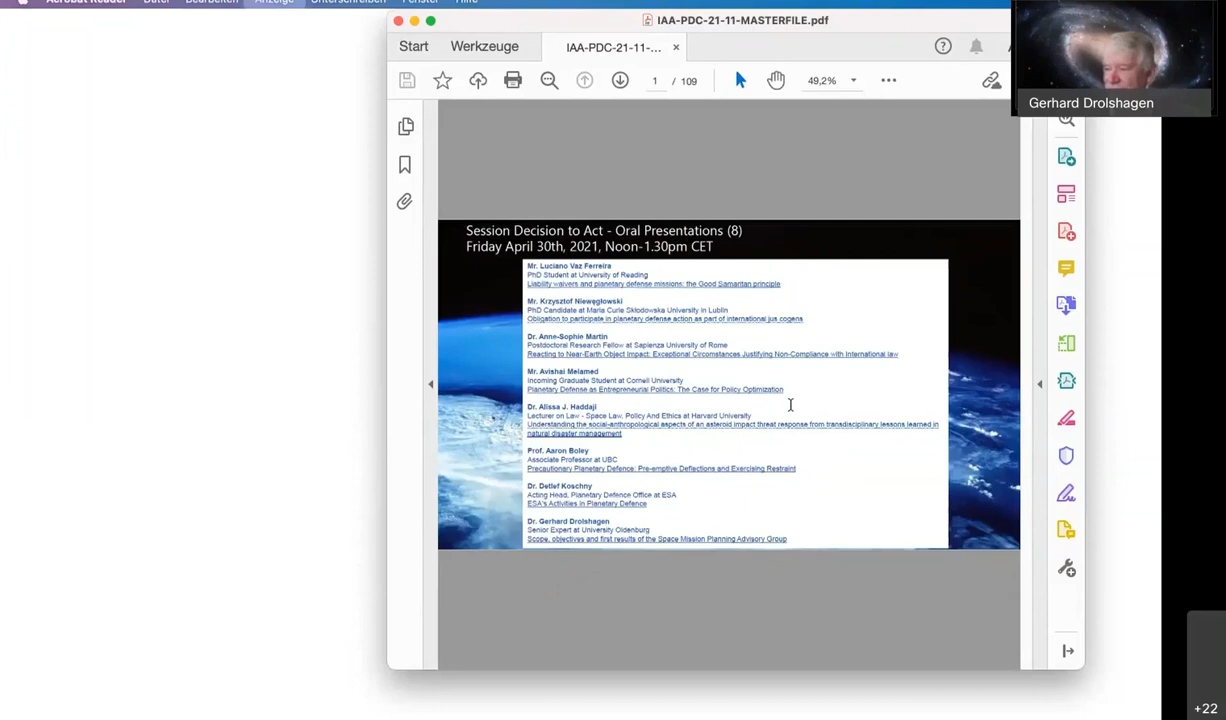 Acrobat Reader Datei Bearbeiten Anzeige Unterschreiben Fenster Hilfe
IAA-PDC-21-11-MASTERFILE.pdf
Start Werkzeuge IAA-PDC-21-11-... ×
1 / 109 49,2%
Gerhard Drolshagen
Session Decision to Act - Oral Presentations (8)
Friday April 30th, 2021, Noon-1.30pm CET
Mr. Luciano Vaz Ferreira
PhD Student at University of Reading
Liability waivers and planetary defense missions: the Good Samaritan principle
Mr. Krzysztof Niewęgłowski
PhD Candidate at Maria Curie Skłodowska University in Lublin
Obligation to participate in planetary defense action as part of international jus cogens
Dr. Anne-Sophie Martin
Postdoctoral Research Fellow at Sapienza University of Rome
Reacting to Near-Earth Object Impact: Exceptional Circumstances Justifying Non-Compliance with International law
Mr. Avishai Melamed
Incoming Graduate Student at Cornell University
Planetary Defense as Entrepreneurial Politics: The Case for Policy Optimization
Dr. Alissa J. Haddaji
Lecturer on Law - Space Law, Policy And Ethics at Harvard University
Understanding the social-anthropological aspects of an asteroid impact threat response from transdisciplinary lessons learned in
natural disaster management
Prof. Aaron Boley
Associate Professor at UBC
Precautionary Planetary Defence: Pre-emptive Deflections and Exercising Restraint
Dr. Detlef Koschny
Acting Head, Planetary Defence Office at ESA
ESA's Activities in Planetary Defence
Dr. Gerhard Drolshagen
Senior Expert at University Oldenburg
Scope, objectives and first results of the Space Mission Planning Advisory Group
+22